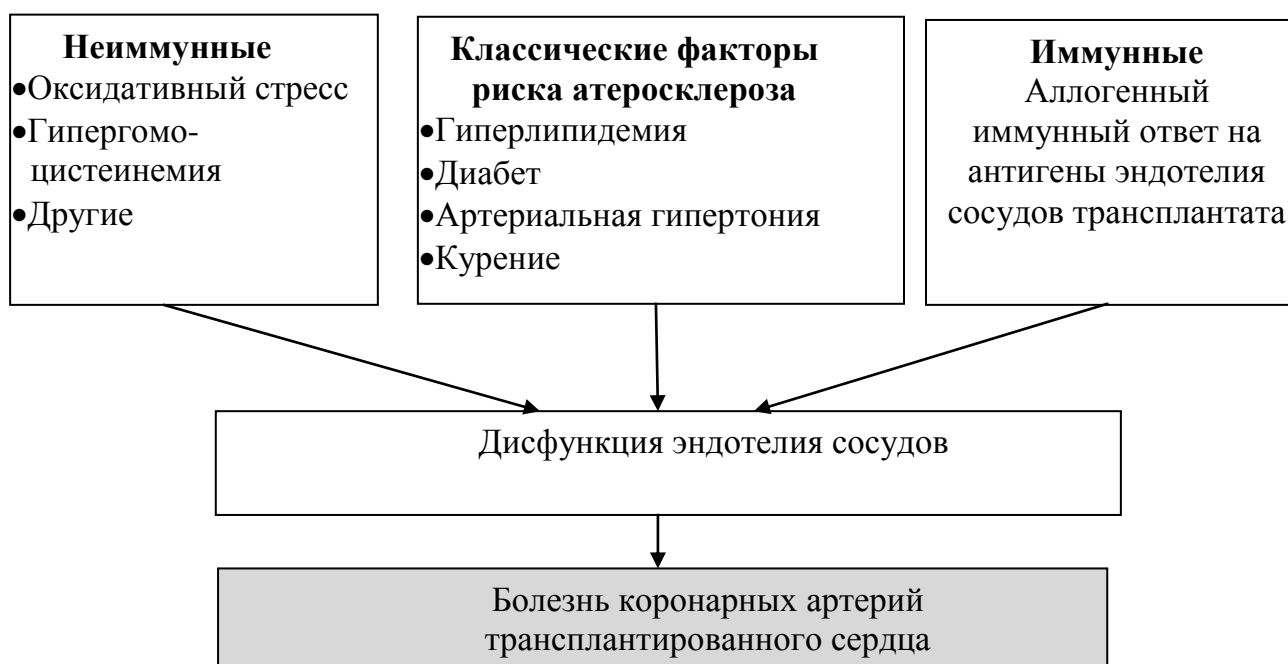 Неиммунные
•Оксидативный стресс
•Гипергомо-
цистеинемия
•Другие
Классические факторы
риска атеросклероза
•Гиперлипидемия
•Диабет
•Артериальная гипертония
•Курение
Иммунные
Аллогенный
иммунный ответ на
антигены эндотелия
сосудов трансплантата
Дисфункция эндотелия сосудов
Болезнь коронарных артерий
трансплантированного сердца